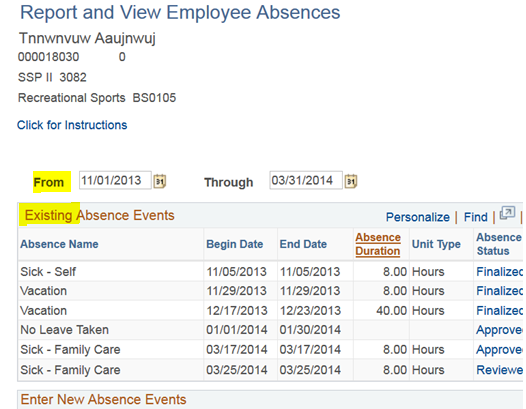 Report and View Employee Absences
Tnnwnvuw Aaujnwuj
000018030 0
SSP II 3082
Recreational Sports BS0105
Click for Instructions
From 11/01/2013 31 Through 03/31/2014 31
Existing Absence Events Personalize | Find | |
Absence Name Begin Date End Date Absence Duration Unit Type Absence Status
Sick - Self 11/05/2013 11/05/2013 8.00 Hours Finalized
Vacation 11/29/2013 11/29/2013 8.00 Hours Finalized
Vacation 12/17/2013 12/23/2013 40.00 Hours Finalized
No Leave Taken 01/01/2014 01/30/2014 Approve
Sick - Family Care 03/17/2014 03/17/2014 8.00 Hours Approve
Sick - Family Care 03/25/2014 03/25/2014 8.00 Hours Reviewe
Enter New Absence Events